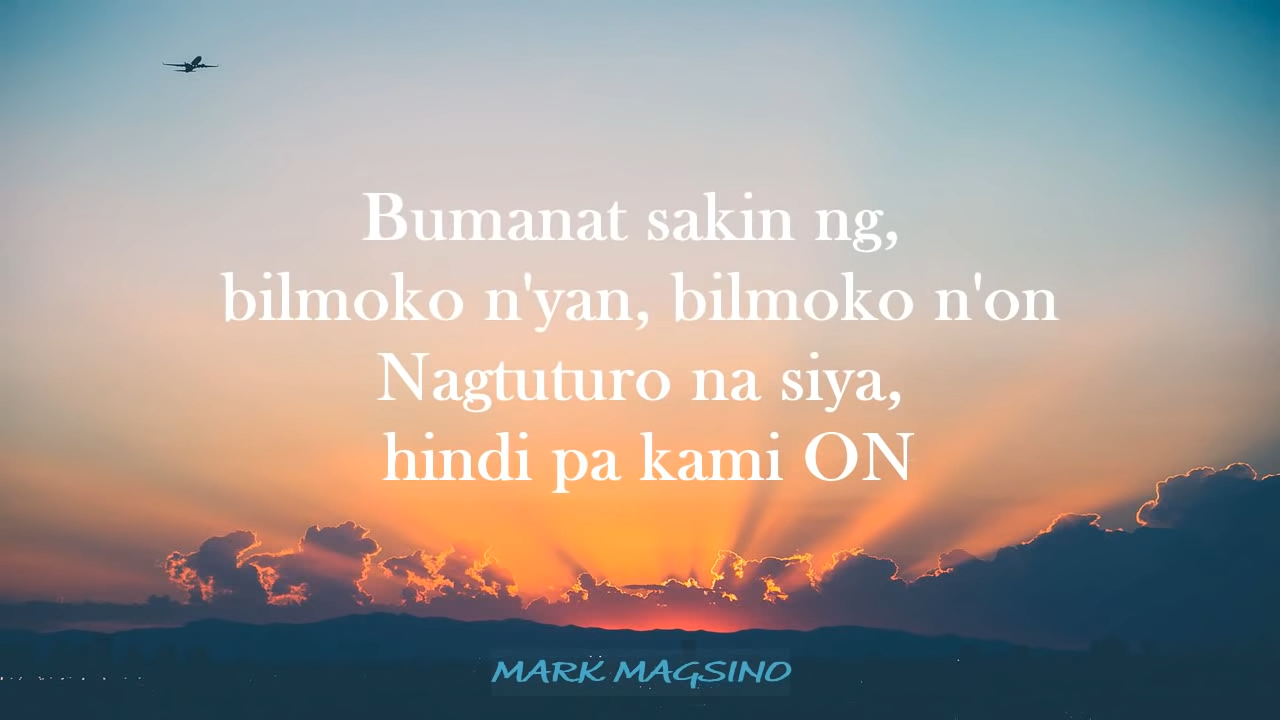 Bumanat sakin ng,
bilmoko n'yan, bilmoko n'on
Nagtuturo na siya,
hindi pa kami ON
MARK MAGSINO